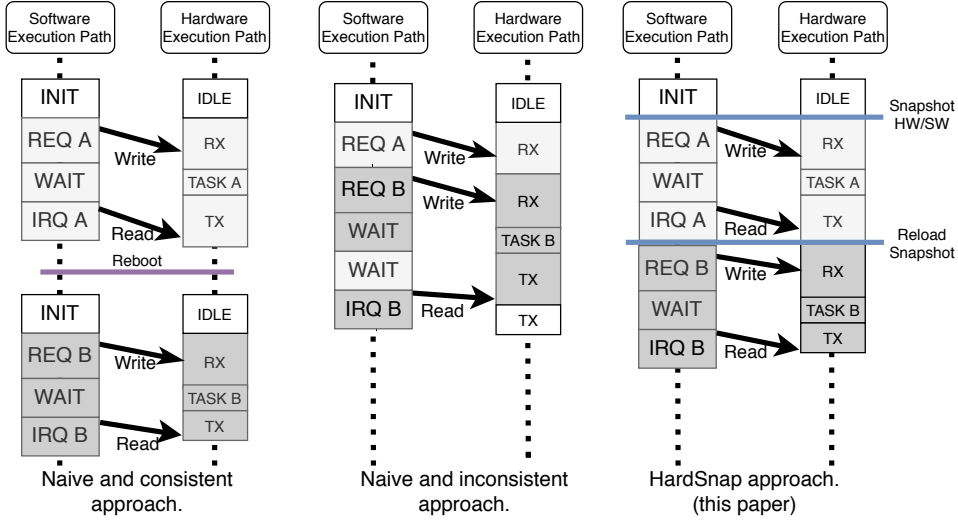 Software
Execution Path
Hardware
Execution Path
INIT
IDLE
REQ A
Write
RX
WAIT
TASK A
IRQ A
Read
TX
Reboot
INIT
IDLE
REQ B
Write
RX
WAIT
TASK B
IRQ B
Read
TX
Naive and consistent
approach.
Software
Execution Path
Hardware
Execution Path
INIT
IDLE
REQ A
Write
RX
REQ B
Write
RX
WAIT
TASK B
WAIT
TX
IRQ B
Read
TX
Naive and inconsistent
approach.
Software
Execution Path
Hardware
Execution Path
INIT
IDLE
Snapshot
HW/SW
REQ A
Write
RX
WAIT
TASK A
IRQ A
Read
TX
Reload
Snapshot
REQ B
Write
RX
WAIT
TASK B
IRQ B
Read
TX
HardSnap approach.
(this paper)